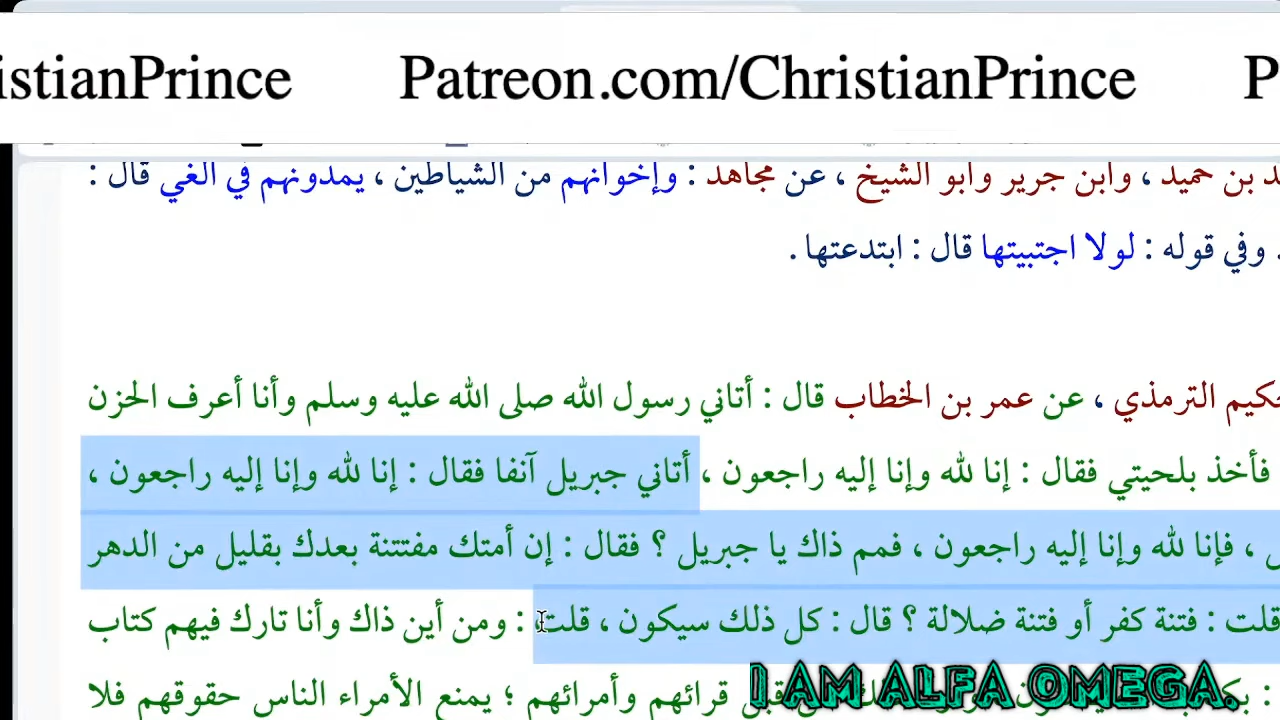 istianPrince Patreon.com/ChristianPrince P
بن حميد ، وابن جرير وأبو الشيخ ، عن مجاهد : وإخوانهم من الشياطين ، يمدونهم في الغي قال :
. وفي قوله : لولا اجتبيتها قال : ابتدعتها .
الترمذي ، عن عمر بن الخطاب قال : أتاني رسول الله صلى الله عليه وسلم وأنا أعرف الحزن
فأخذ بلحيتي فقال : إنا لله وإنا إليه راجعون ، أتاني جبريل آنفا فقال : إنا لله وإنا إليه راجعون ،
، فإنا لله وإنا إليه راجعون ، فمم ذاك يا جبريل ؟ فقال : إن أمتك مفتتنة بعدك بقليل من الدهر
قلت : فتنة كفر أو فتنة ضلالة ؟ قال : كل ذلك سيكون ، قلت : ومن أين ذاك وأنا تارك فيهم كتاب
قبل قرائهم وأمرائهم ؛ يمنع الأمراء الناس حقوقهم فلا
I AM ALFA OMEGA.